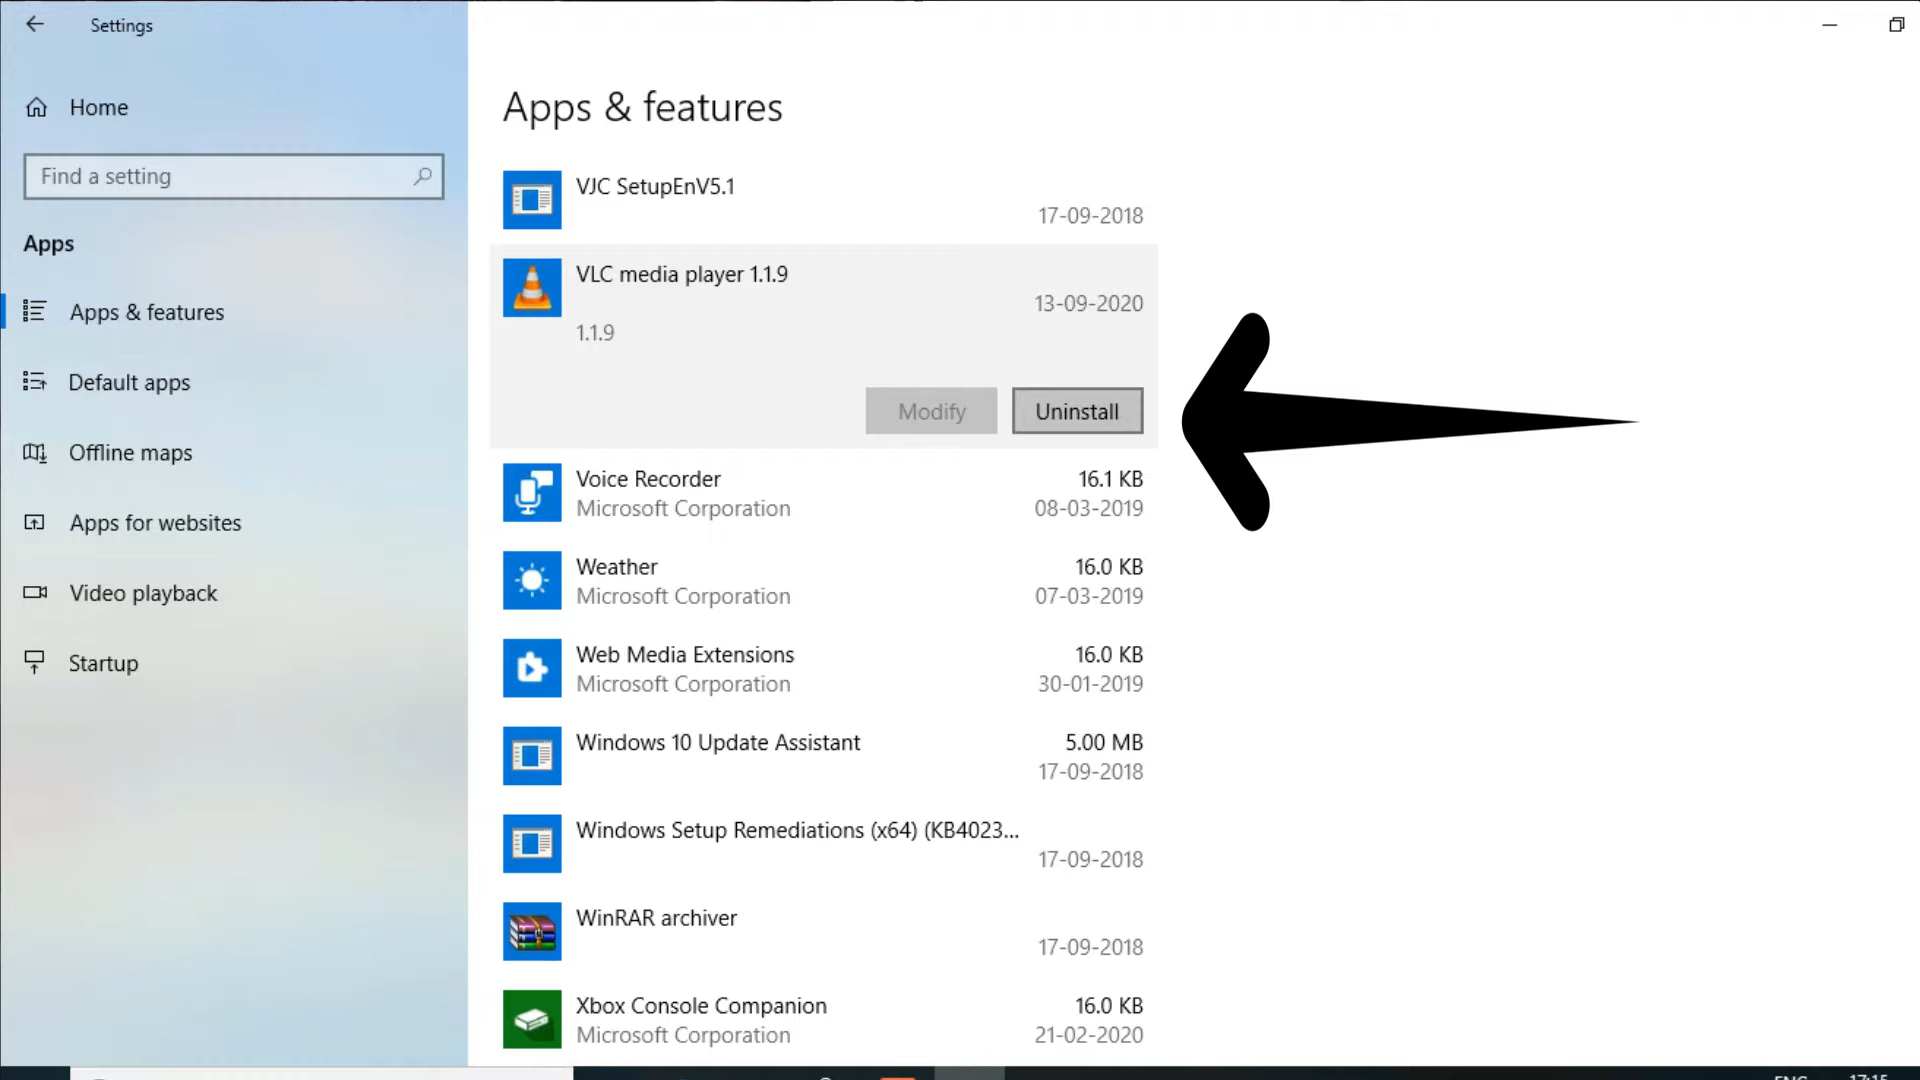 Settings
Home
Find a setting
Apps
Apps & features
Default apps
Offline maps
Apps for websites
Video playback
Startup
Apps & features
VJC SetupEnV5.1
17-09-2018
VLC media player 1.1.9
13-09-2020
1.1.9
Modify
Uninstall
Voice Recorder 16.1 KB
Microsoft Corporation 08-03-2019
Weather 16.0 KB
Microsoft Corporation 07-03-2019
Web Media Extensions 16.0 KB
Microsoft Corporation 30-01-2019
Windows 10 Update Assistant 5.00 MB
17-09-2018
Windows Setup Remediations (x64) (KB4023...
17-09-2018
WinRAR archiver
17-09-2018
Xbox Console Companion 16.0 KB
Microsoft Corporation 21-02-2020